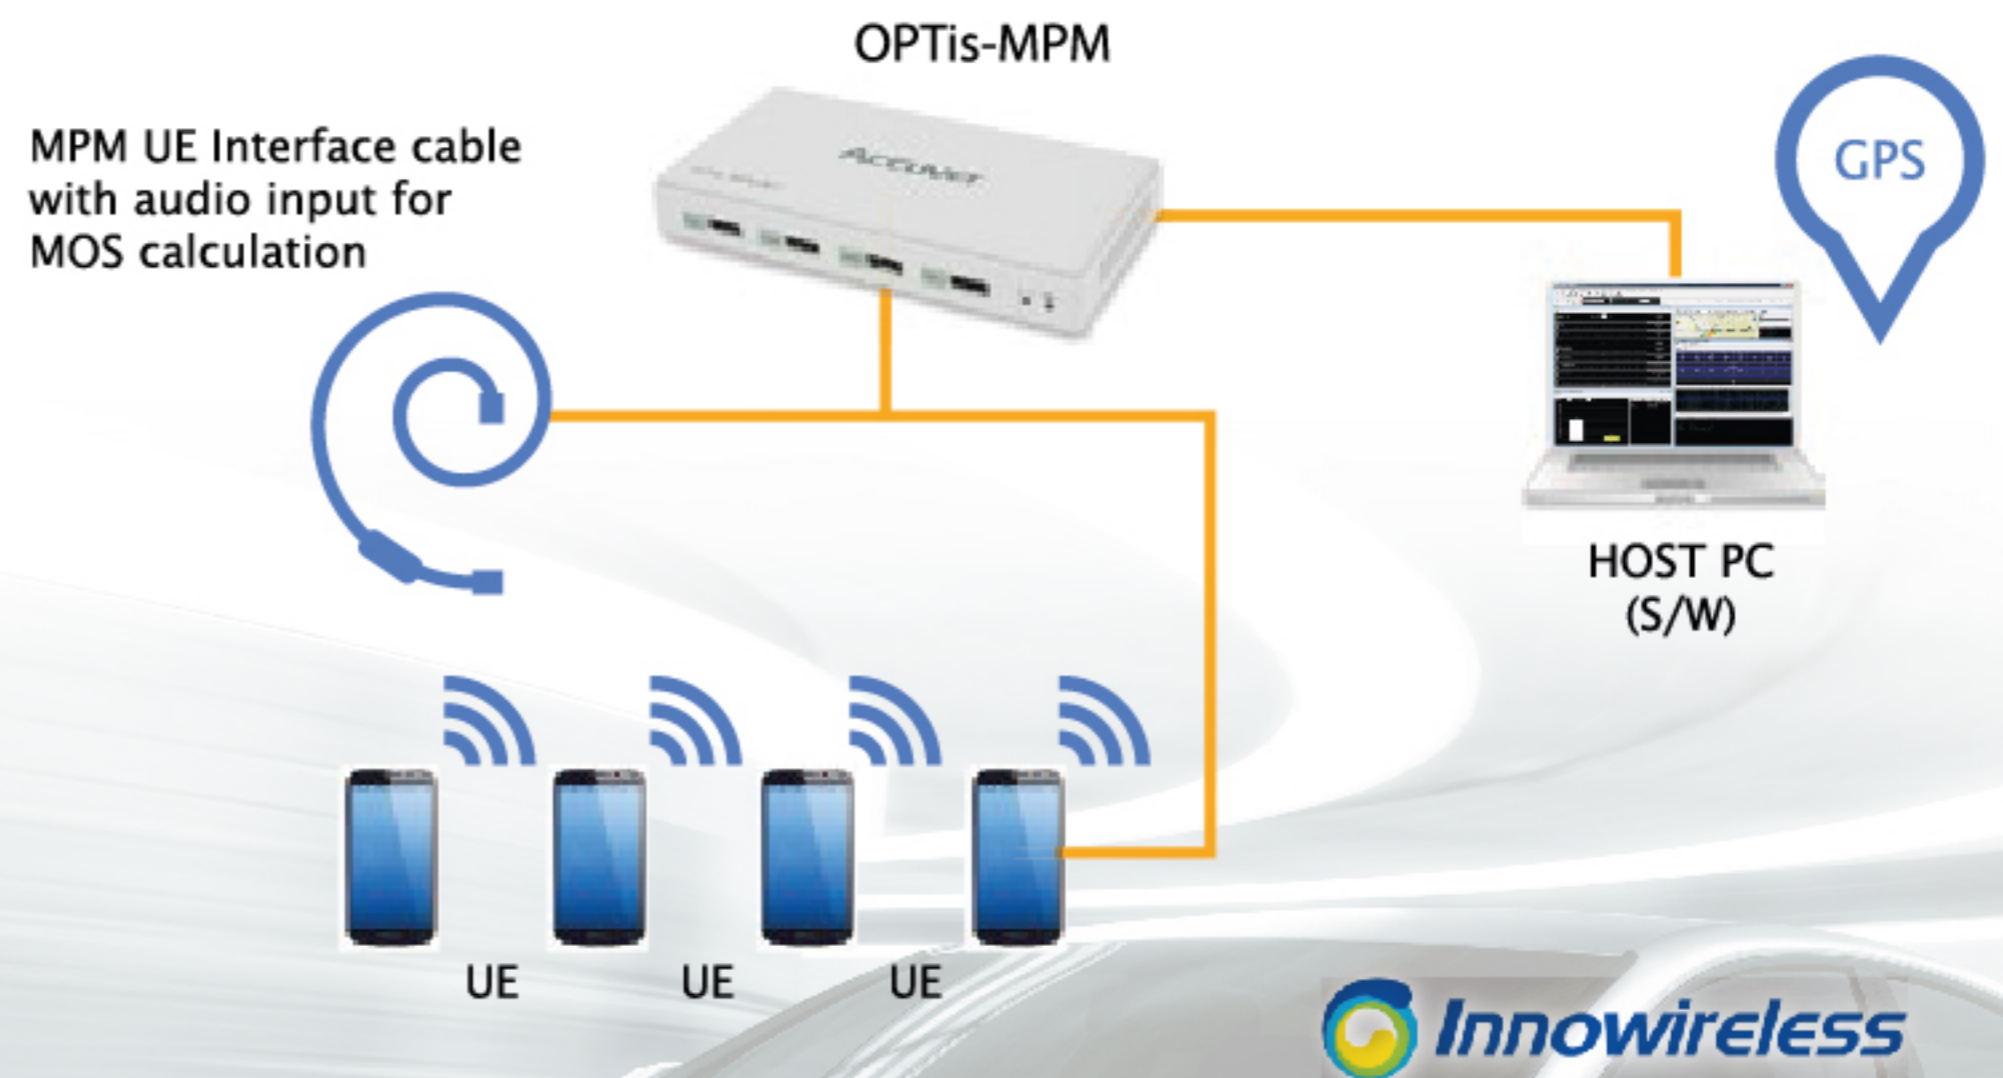 OPTis-MPM
MPM UE Interface cable
with audio input for
MOS calculation
Accuver
GPS
HOST PC
(S/W)
UE
UE
UE
Innowireless